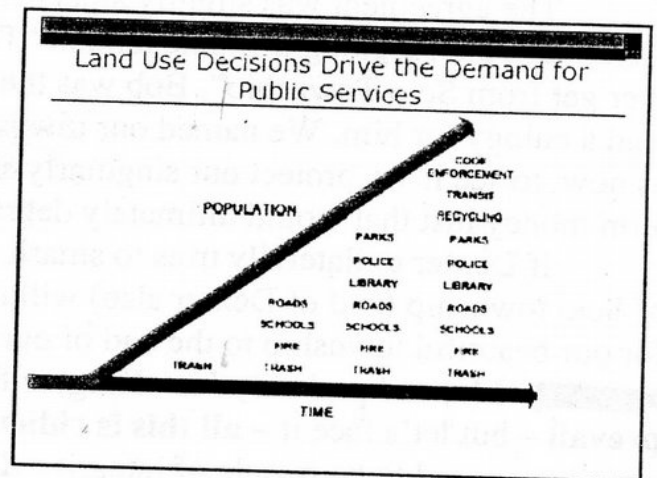 Land Use Decisions Drive the Demand for
Public Services
POPULATION
CODE
ENFORCEMENT
TRANSIT
RECYCLING
PARKS PARKS
POLICE POLICE
LIBRARY LIBRARY
ROADS ROADS ROADS
SCHOOLS SCHOOLS SCHOOLS
FIRE FIRE FIRE
TRASH TRASH TRASH TRASH
TIME